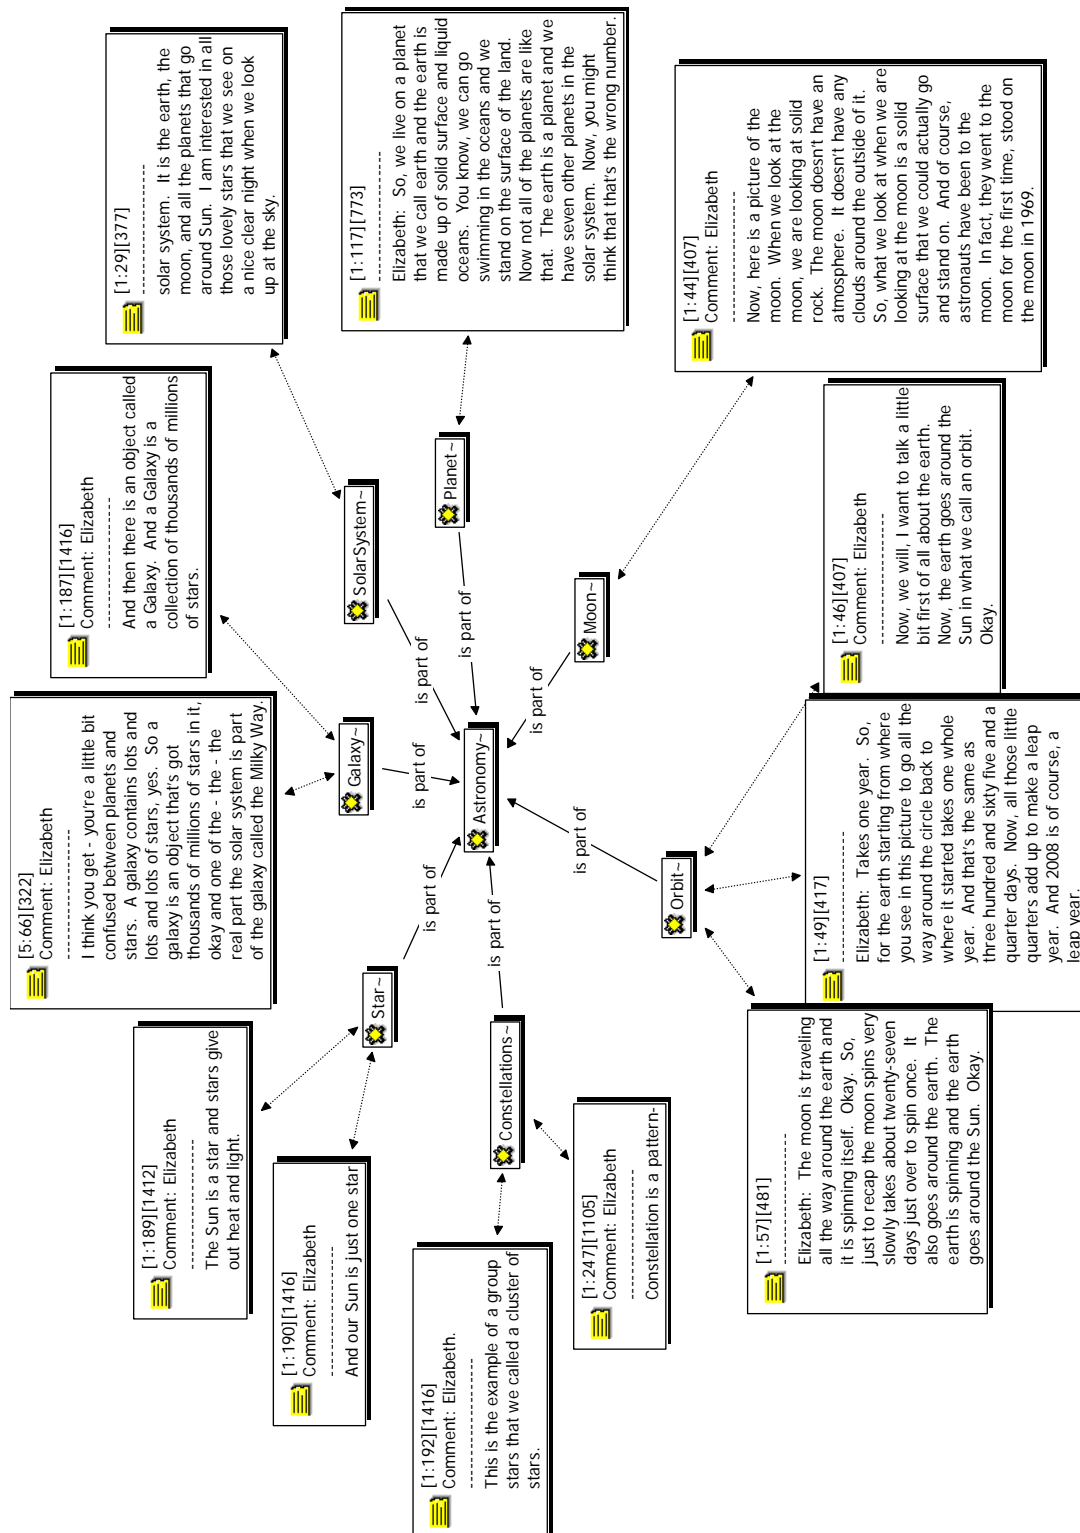 [1:189][1412]
Comment: Elizabeth
--------------------
The Sun is a star and stars give
out heat and light.
[1:190][1416]
Comment: Elizabeth
--------------------
And our Sun is just one star
[1:192][1416]
Comment: Elizabeth.
--------------------
This is the example of a group
stars that we called a cluster of
stars.
[1:247][1105]
Comment: Elizabeth
--------------------
Constellation is a pattern-
[1:57][481]
--------------------
Elizabeth: The moon is traveling
all the way around the earth and
it is spinning itself. Okay. So,
just to recap the moon spins very
slowly takes about twenty-seven
days just over to spin once. It
also goes around the earth. The
earth is spinning and the earth
goes around the Sun. Okay.
[5:66][322]
Comment: Elizabeth
--------------------
I think you get - you're a little bit
confused between planets and
stars. A galaxy contains lots and
lots and lots of stars, yes. So a
galaxy is an object that's got
thousands of millions of stars in it,
okay and one of the - the - the
real part the solar system is part
of the galaxy called the Milky Way.
Star~
is part of
Constellations~
is part of
Galaxy~
is part of
Astronomy~
is part of
Orbit~
[1:49][417]
--------------------
Elizabeth: Takes one year. So,
for the earth starting from where
you see in this picture to go all the
way around the circle back to
where it started takes one whole
year. And that's the same as
three hundred and sixty five and a
quarter days. Now, all those little
quarters add up to make a leap
year. And 2008 is of course, a
leap year.
[1:187][1416]
Comment: Elizabeth
--------------------
And then there is an object called
a Galaxy. And a Galaxy is a
collection of thousands of millions
of stars.
SolarSystem~
is part of
Planet~
is part of
Moon~
is part of
[1:46][407]
Comment: Elizabeth
--------------------
Now, we will, I want to talk a little
bit first of all about the earth.
Now, the earth goes around the
Sun in what we call an orbit.
Okay.
[1:29][377]
--------------------
solar system. It is the earth, the
moon, and all the planets that go
around Sun. I am interested in all
those lovely stars that we see on
a nice clear night when we look
up at the sky.
[1:117][773]
--------------------
Elizabeth: So, we live on a planet
that we call earth and the earth is
made up of solid surface and liquid
oceans. You know, we can go
swimming in the oceans and we
stand on the surface of the land.
Now not all of the planets are like
that. The earth is a planet and we
have seven other planets in the
solar system. Now, you might
think that that's the wrong number.
[1:44][407]
Comment: Elizabeth
--------------------
Now, here is a picture of the
moon. When we look at the
moon, we are looking at solid
rock. The moon doesn't have an
atmosphere. It doesn't have any
clouds around the outside of it.
So, what we look at when we are
looking at the moon is a solid
surface that we could actually go
and stand on. And of course,
astronauts have been to the
moon. In fact, they went to the
moon for the first time, stood on
the moon in 1969.